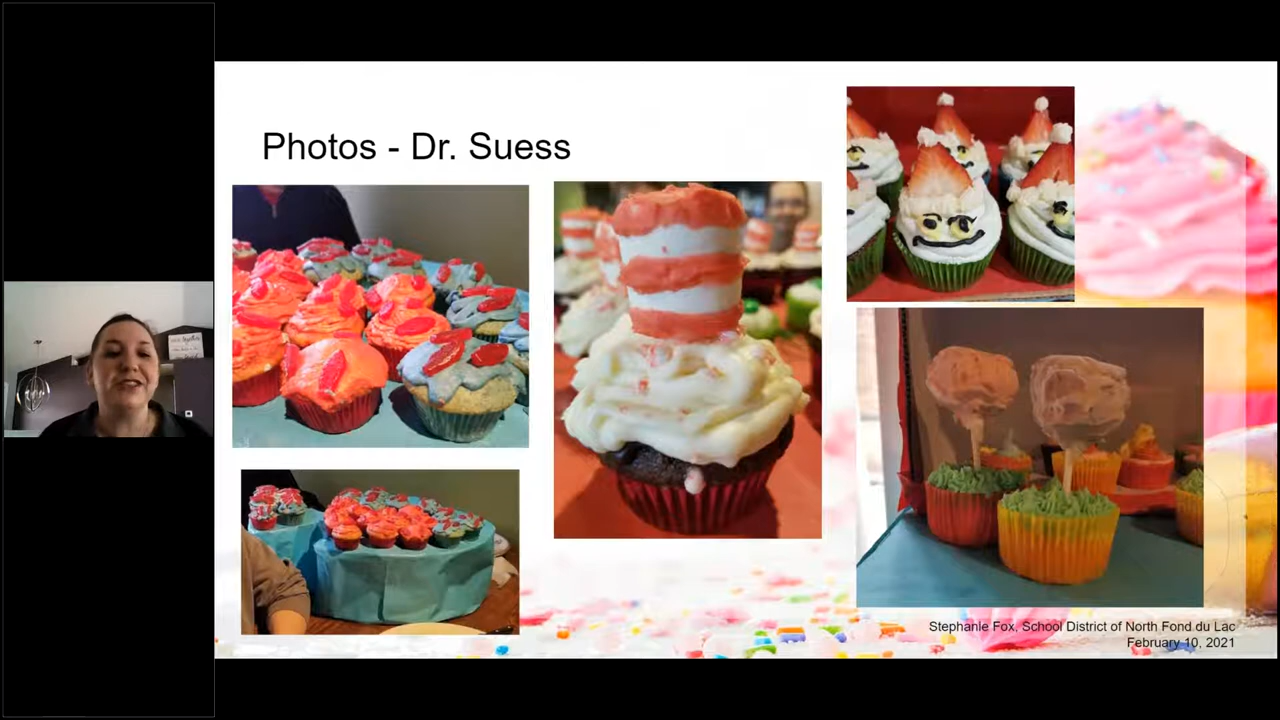 Photos - Dr. Suess
Stephanie Fox, School District of North Fond du Lac
February 10, 2021